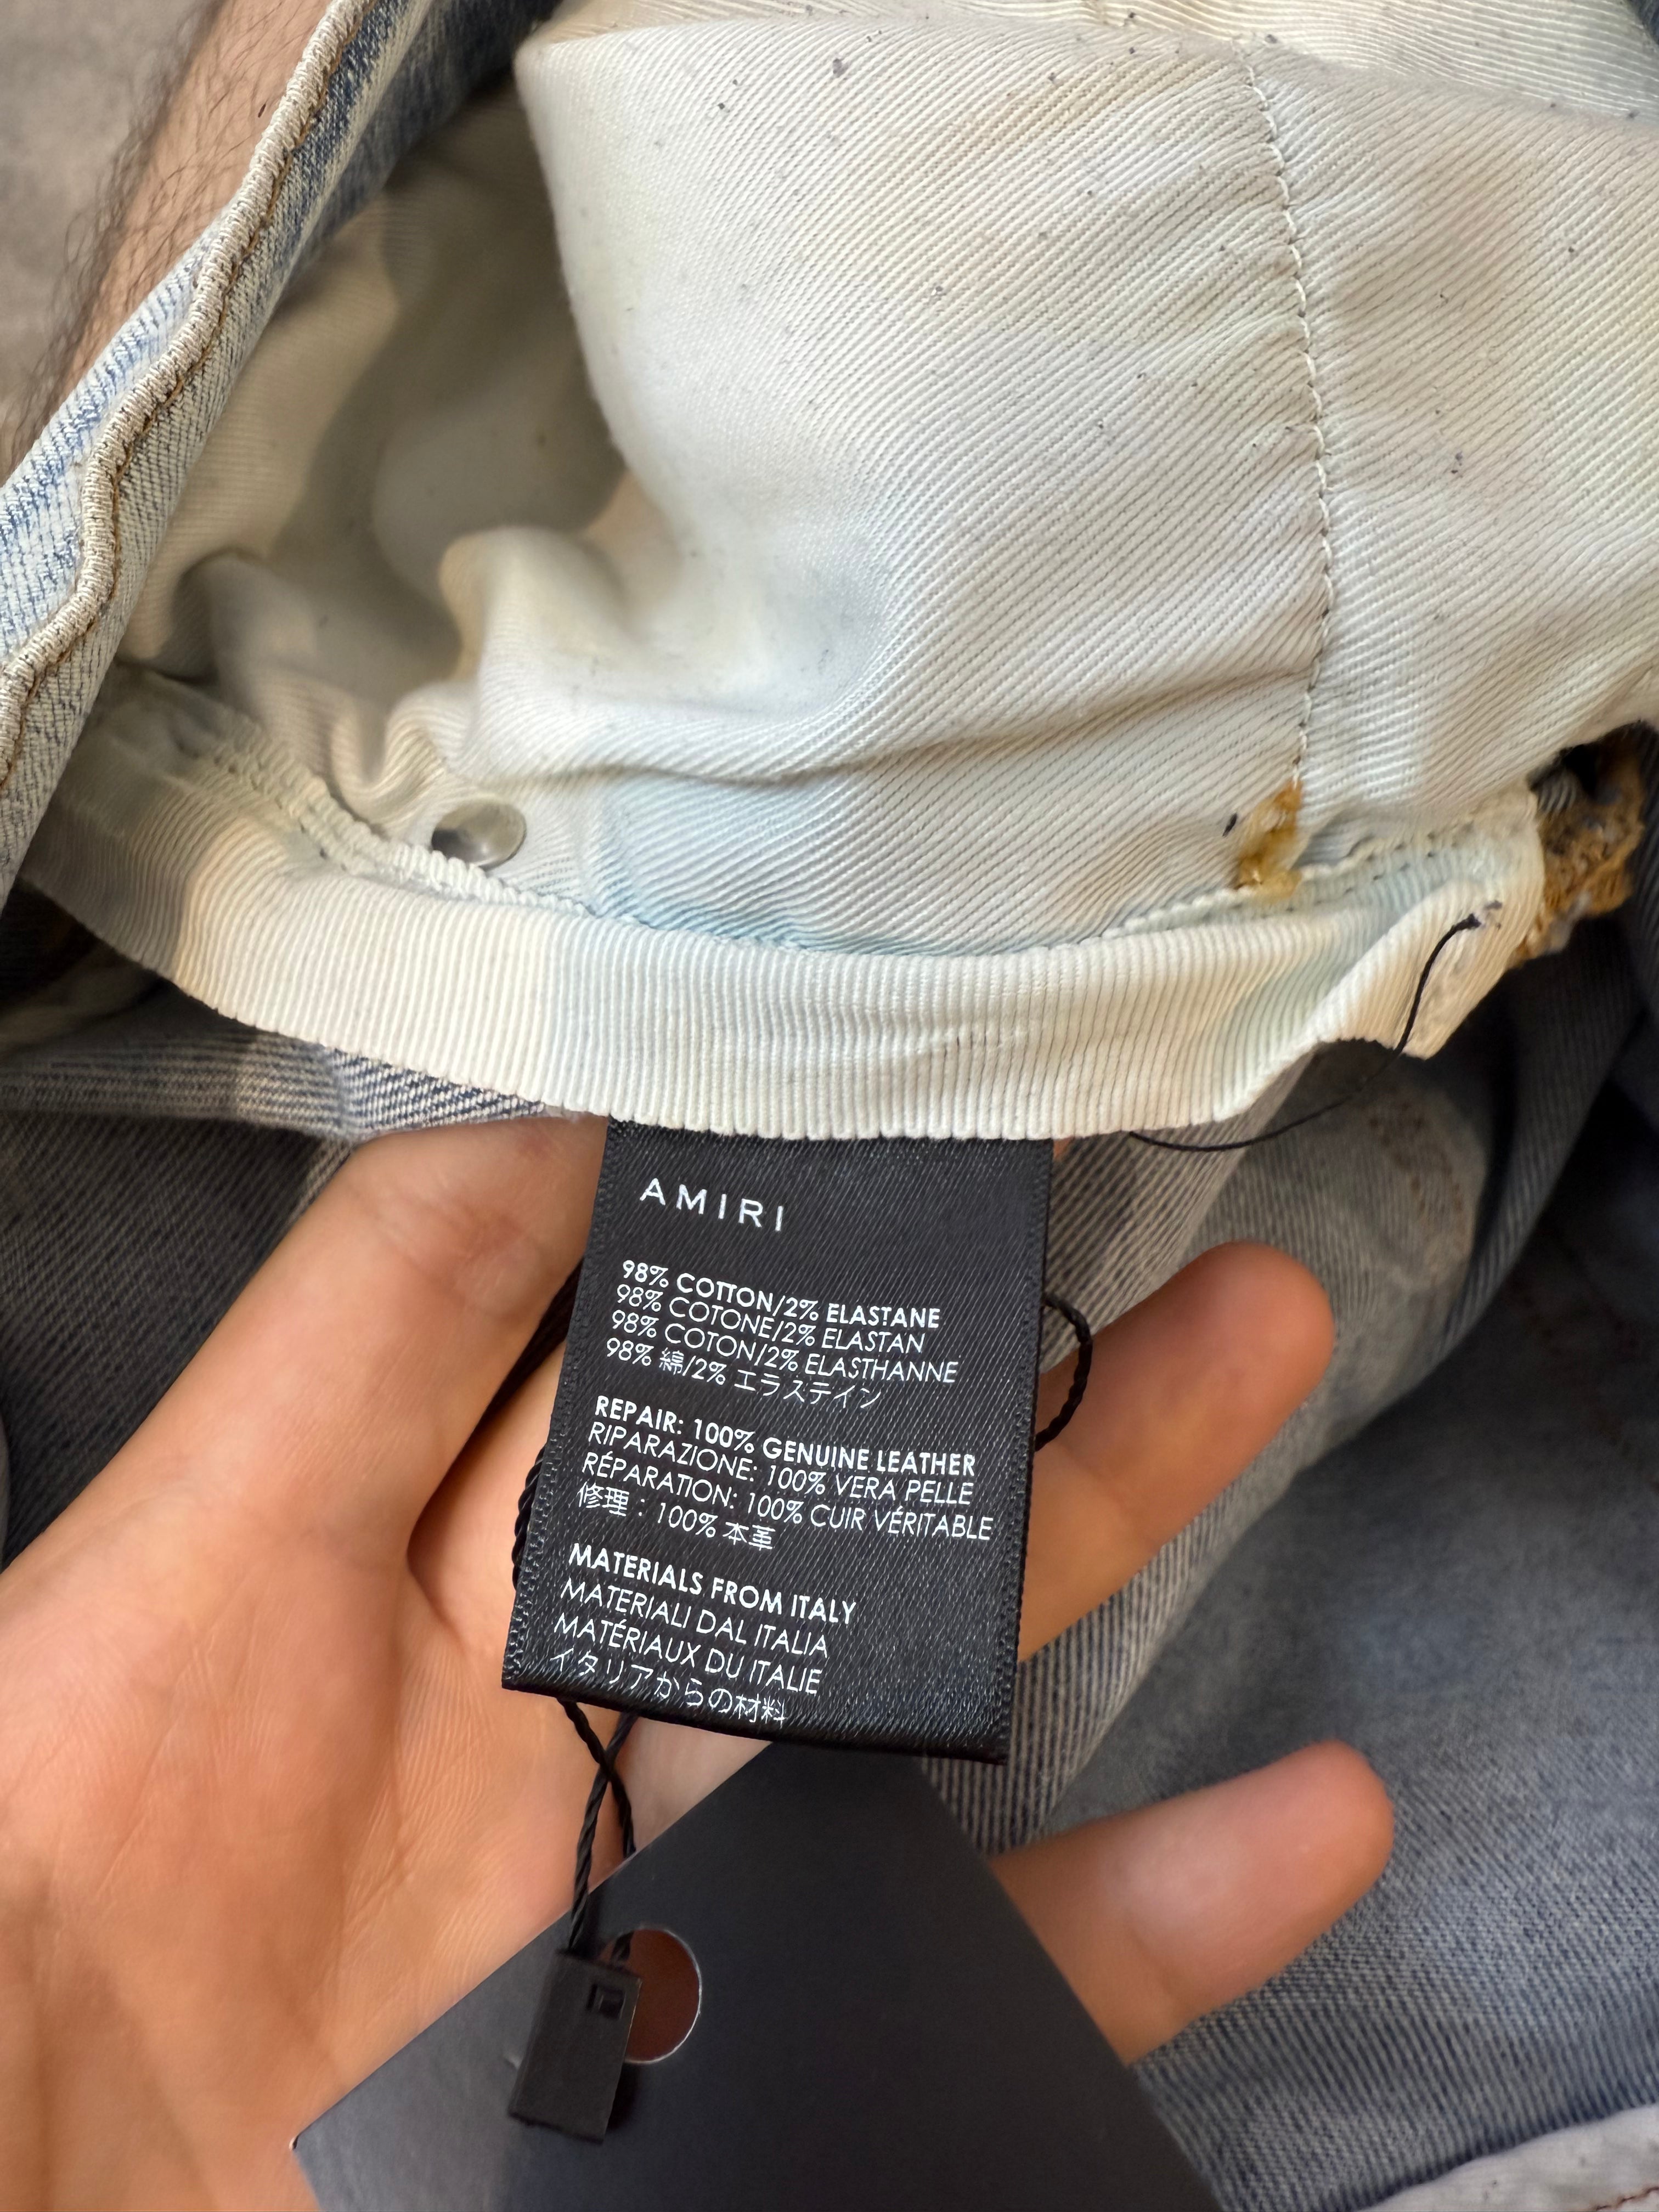 AMIRI
98% COTTON/2% ELASTANE
98% COTONE/2% ELASTAN
98% COTON/2% ELASTHANNE
98% 綿/2% エラステイン
REPAIR: 100% GENUINE LEATHER
RIPARAZIONE: 100% VERA PELLE
RÉPARATION: 100% CUIR VÉRITABLE
修理：100% 本革
MATERIALS FROM ITALY
MATERIALI DAL ITALIA
MATÉRIAUX DU ITALIE
イタリアからの材料